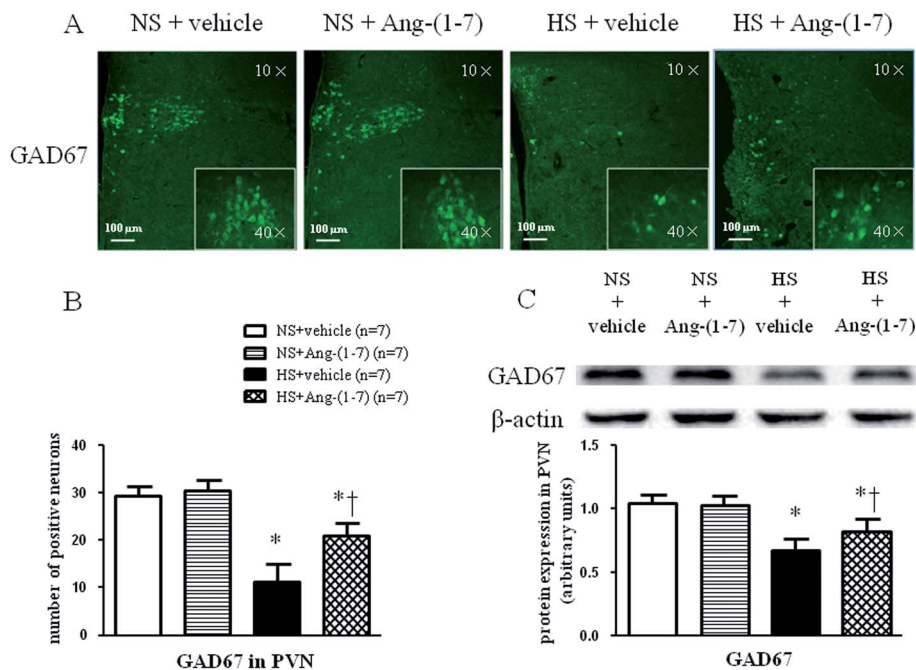 A
NS + vehicle
NS + Ang-(1-7)
HS + vehicle
HS + Ang-(1-7)
GAD67
10×
10×
10×
10×
100 μm
40×
100 μm
40×
100 μm
40×
100 μm
40×
B
NS+vehicle (n=7)
NS+Ang-(1-7) (n=7)
HS+vehicle (n=7)
HS+Ang-(1-7) (n=7)
number of positive neurons
40
30
20
10
0
*
*†
GAD67 in PVN
C
NS
+
vehicle
NS
+
Ang-(1-7)
HS
+
vehicle
HS
+
Ang-(1-7)
GAD67
β-actin
protein expression in PVN
(arbitrary units)
1.5
1.0
0.5
0.0
*
*†
GAD67